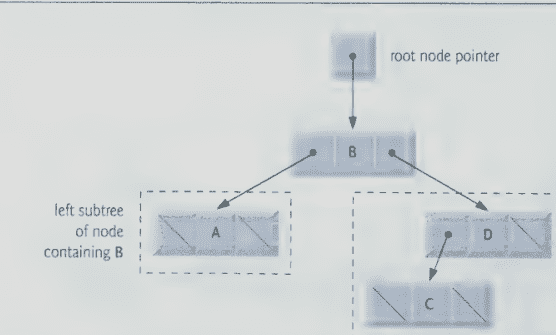 root node pointer
B
left subtree
of node
containing B
A
D
C